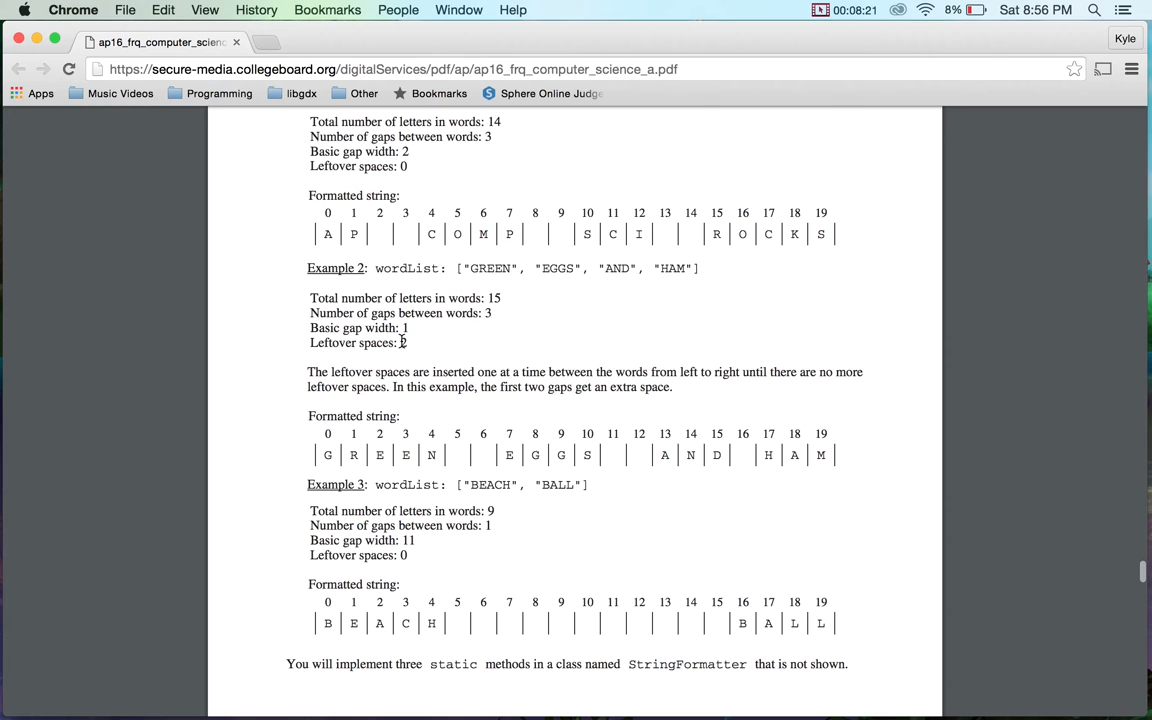 Chrome File Edit View History Bookmarks People Window Help 00:08:21 8% Sat 8:56 PM
ap16_frq_computer_scienc Kyle
https://secure-media.collegeboard.org/digitalServices/pdf/ap/ap16_frq_computer_science_a.pdf
Apps Music Videos Programming libgdx Other Bookmarks Sphere Online Judge
Total number of letters in words: 14
Number of gaps between words: 3
Basic gap width: 2
Leftover spaces: 0
Formatted string:
0 1 2 3 4 5 6 7 8 9 10 11 12 13 14 15 16 17 18 19
A P C O M P S C I R O C K S
Example 2: wordList: ["GREEN", "EGGS", "AND", "HAM"]
Total number of letters in words: 15
Number of gaps between words: 3
Basic gap width: 1
Leftover spaces: 2
The leftover spaces are inserted one at a time between the words from left to right until there are no more
leftover spaces. In this example, the first two gaps get an extra space.
Formatted string:
0 1 2 3 4 5 6 7 8 9 10 11 12 13 14 15 16 17 18 19
G R E E N E G G S A N D H A M
Example 3: wordList: ["BEACH", "BALL"]
Total number of letters in words: 9
Number of gaps between words: 1
Basic gap width: 11
Leftover spaces: 0
Formatted string:
0 1 2 3 4 5 6 7 8 9 10 11 12 13 14 15 16 17 18 19
B E A C H B A L L
You will implement three static methods in a class named StringFormatter that is not shown.